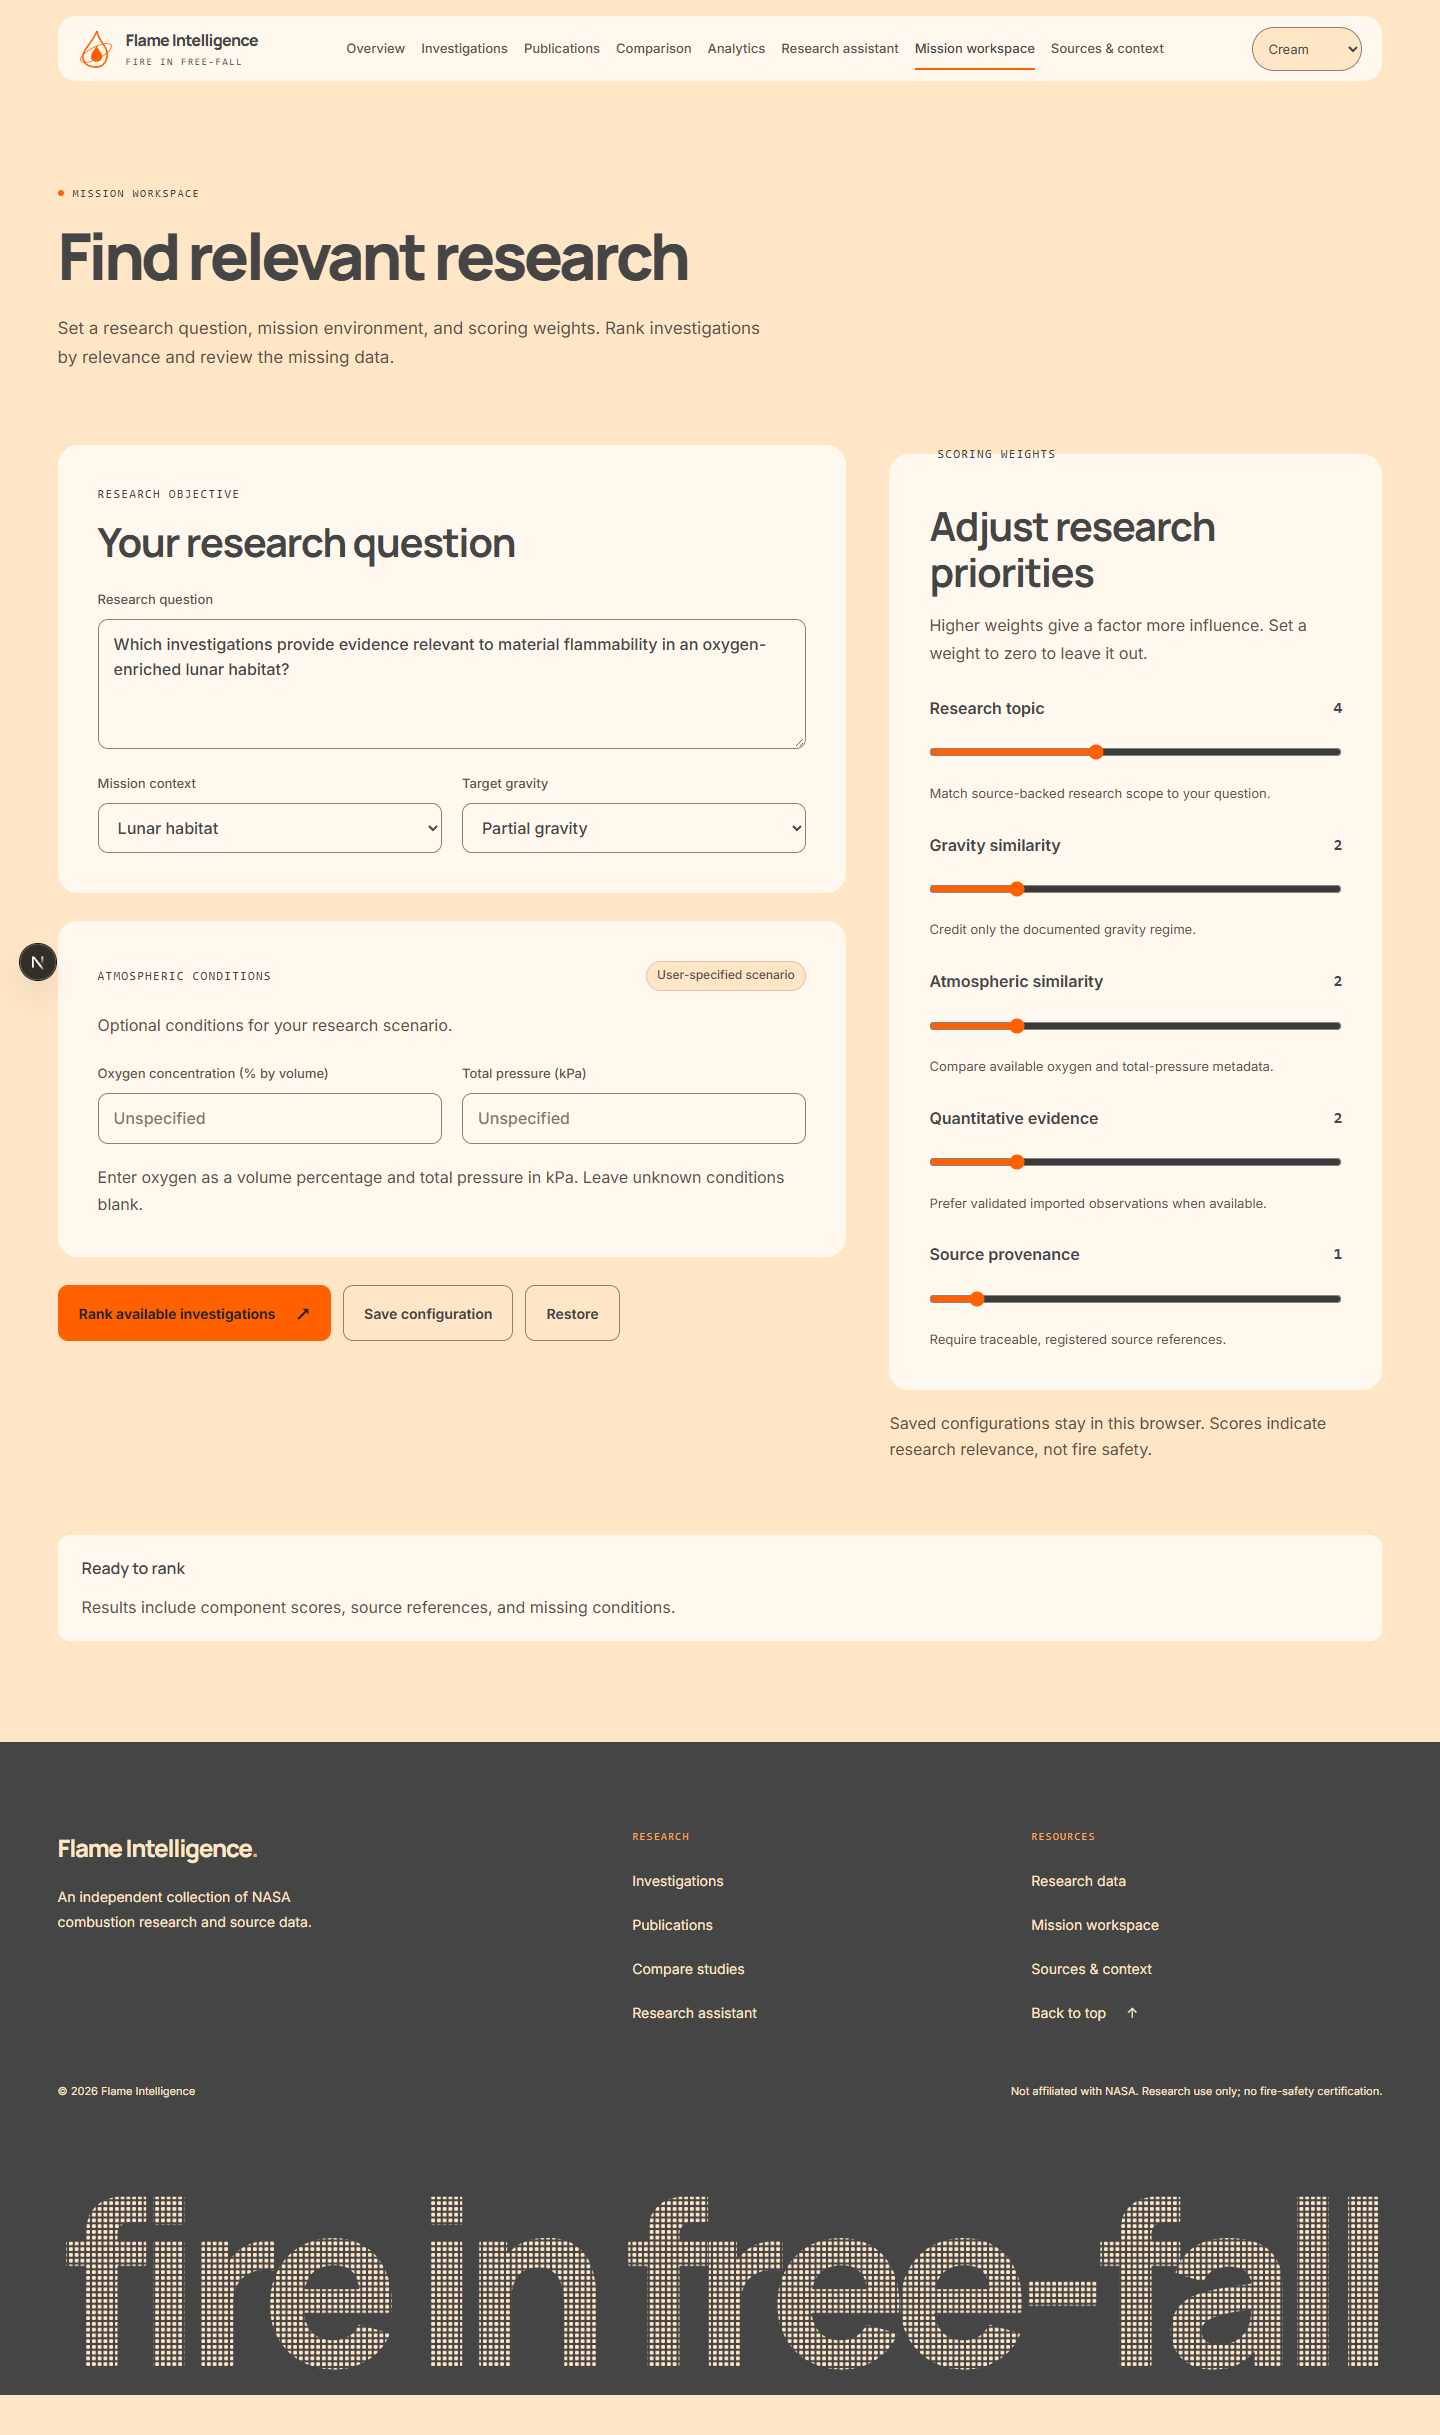 Flame Intelligence
FIRE IN FREE-FALL
Overview
Investigations
Publications
Comparison
Analytics
Research assistant
Mission workspace
Sources & context
Cream
MISSION WORKSPACE
Find relevant research
Set a research question, mission environment, and scoring weights. Rank investigations
by relevance and review the missing data.
RESEARCH OBJECTIVE
Your research question
Research question
Which investigations provide evidence relevant to material flammability in an oxygen-
enriched lunar habitat?
Mission context
Target gravity
Lunar habitat
Partial gravity
N
ATMOSPHERIC CONDITIONS
User-specified scenario
Optional conditions for your research scenario.
Oxygen concentration (% by volume)
Total pressure (kPa)
Unspecified
Unspecified
Enter oxygen as a volume percentage and total pressure in kPa. Leave unknown conditions
blank.
Rank available investigations ↗
Save configuration
Restore
SCORING WEIGHTS
Adjust research
priorities
Higher weights give a factor more influence. Set a
weight to zero to leave it out.
Research topic 4
Match source-backed research scope to your question.
Gravity similarity 2
Credit only the documented gravity regime.
Atmospheric similarity 2
Compare available oxygen and total-pressure metadata.
Quantitative evidence 2
Prefer validated imported observations when available.
Source provenance 1
Require traceable, registered source references.
Saved configurations stay in this browser. Scores indicate
research relevance, not fire safety.
Ready to rank
Results include component scores, source references, and missing conditions.
Flame Intelligence.
An independent collection of NASA
combustion research and source data.
RESEARCH
Investigations
Publications
Compare studies
Research assistant
RESOURCES
Research data
Mission workspace
Sources & context
Back to top ↑
© 2026 Flame Intelligence
Not affiliated with NASA. Research use only; no fire-safety certification.
fire in free-fall